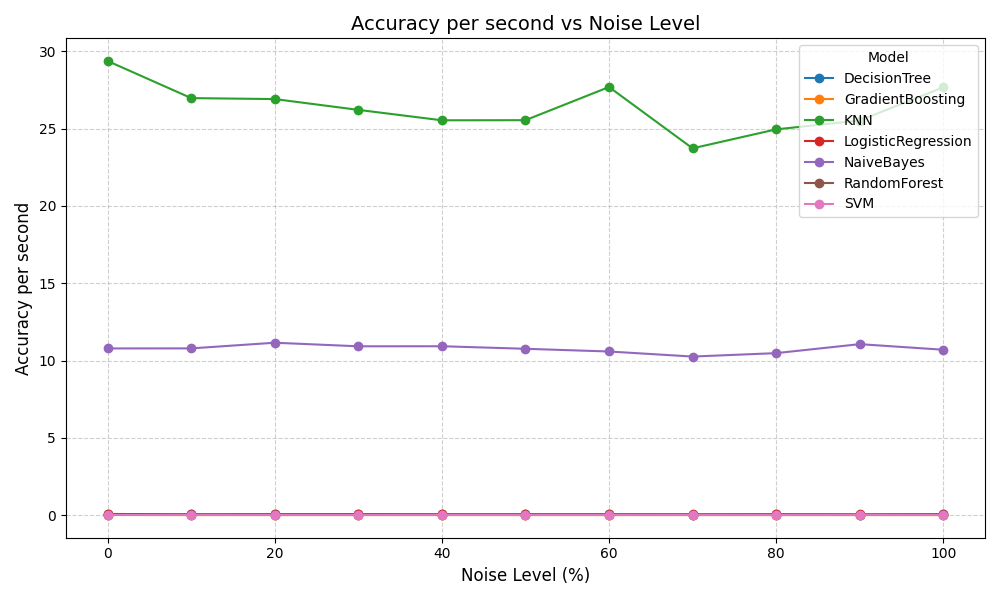 Accuracy per second vs Noise Level
Accuracy per second
30
25
20
15
10
5
0
0 20 40 60 80 100
Noise Level (%)
Model
DecisionTree
GradientBoosting
KNN
LogisticRegression
NaiveBayes
RandomForest
SVM